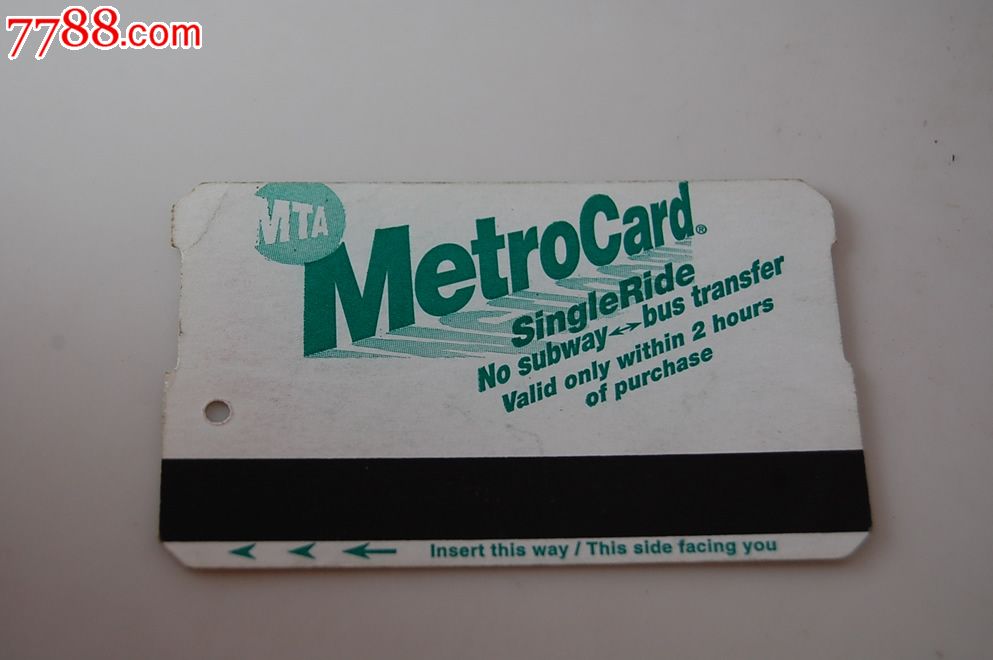 7788.com
MTA
MetroCard®
SingleRide
No subway↔bus transfer
Valid only within 2 hours
of purchase
Insert this way / This side facing you